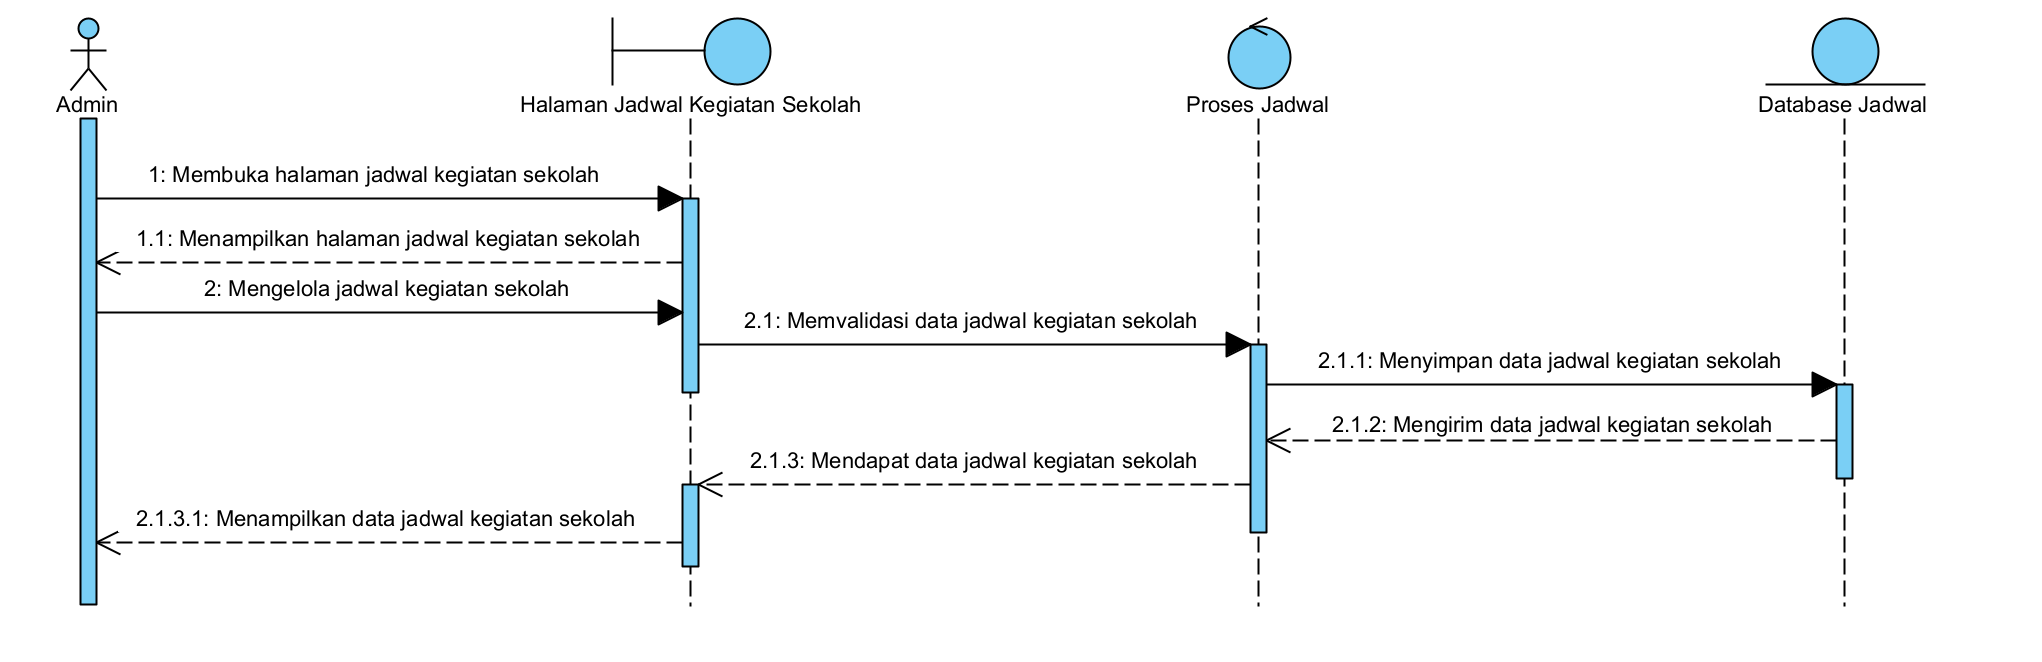 Admin
Halaman Jadwal Kegiatan Sekolah
Proses Jadwal
Database Jadwal
1: Membuka halaman jadwal kegiatan sekolah
1.1: Menampilkan halaman jadwal kegiatan sekolah
2: Mengelola jadwal kegiatan sekolah
2.1: Memvalidasi data jadwal kegiatan sekolah
2.1.1: Menyimpan data jadwal kegiatan sekolah
2.1.2: Mengirim data jadwal kegiatan sekolah
2.1.3: Mendapat data jadwal kegiatan sekolah
2.1.3.1: Menampilkan data jadwal kegiatan sekolah